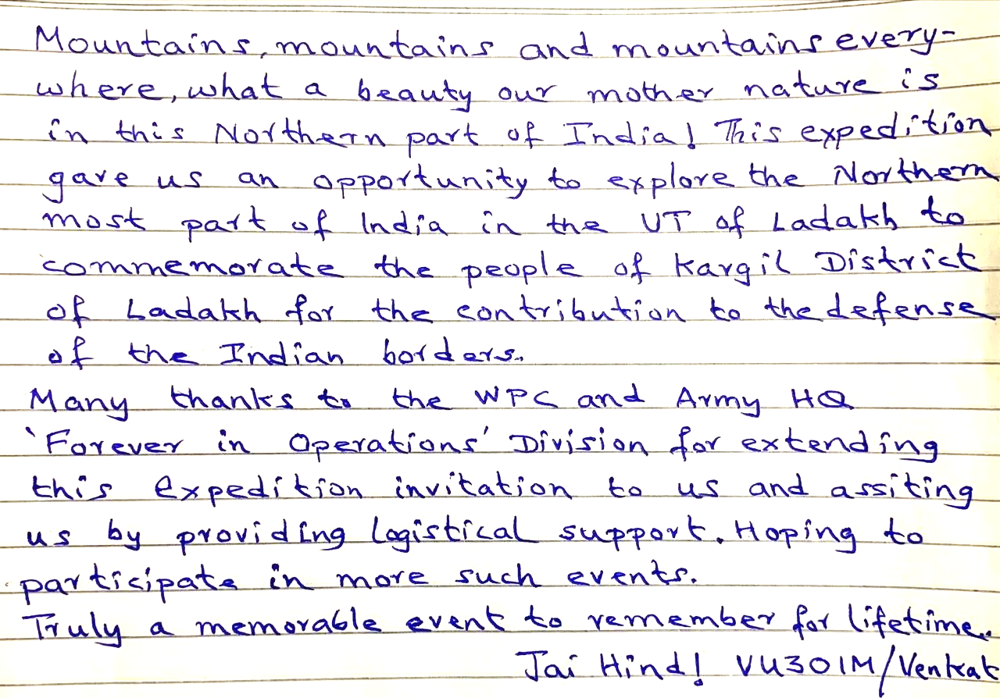 Mountains, mountains and mountains every-
where, what a beauty our mother nature is
in this Northern part of India! This expedition
gave us an opportunity to explore the Northern
most part of India in the UT of Ladakh to
commemorate the people of Kargil District
of Ladakh for the contribution to the defense
of the Indian borders.
Many thanks to the WPC and Army HQ
'Forever in Operations' Division for extending
this expedition invitation to us and assiting
us by providing logistical support. Hoping to
participate in more such events.
Truly a memorable event to remember for lifetime..
Jai Hind! VU3OIM/Venkat